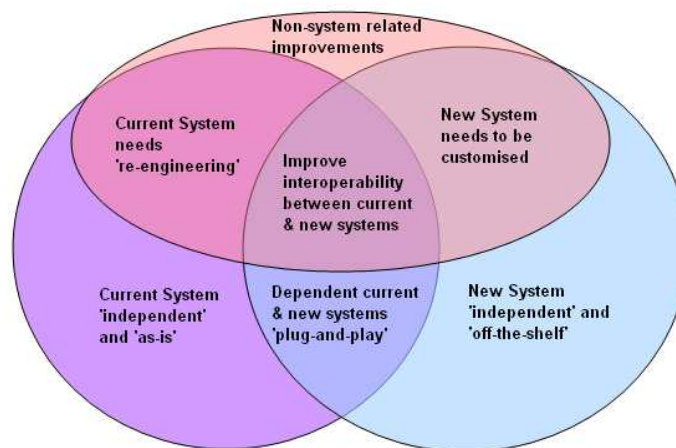 Non-system related
improvements
Current System
needs
're-engineering'
New System
needs to be
customised
Improve
interoperability
between current
& new systems
Current System
'independent'
and 'as-is'
Dependent current
& new systems
'plug-and-play'
New System
'independent' and
'off-the-shelf'